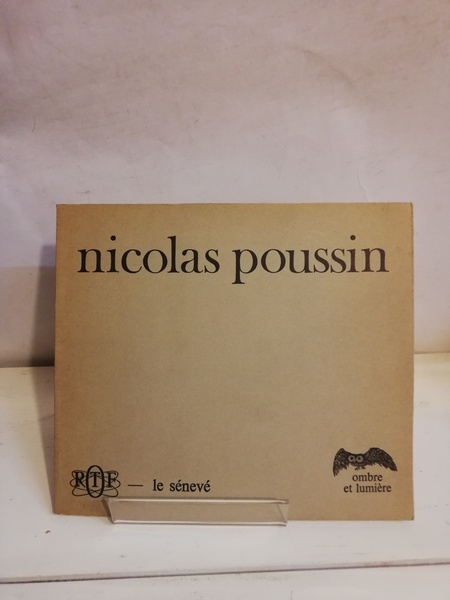 nicolas poussin
RTF — le sénevé
ombre
et lumière